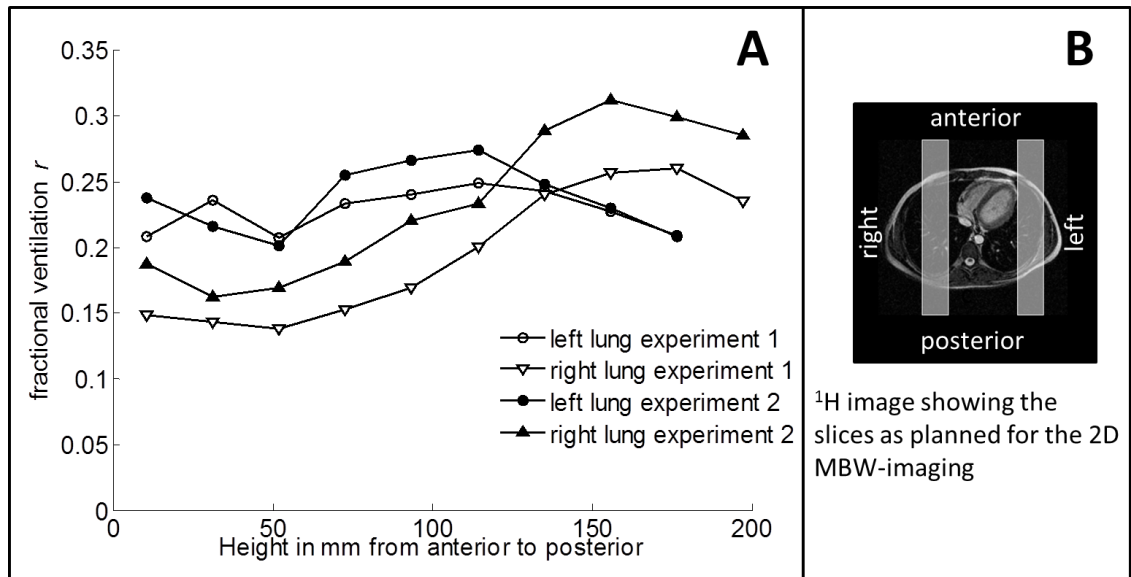 A
0.35
0.3
0.25
0.2
0.15
0.1
0.05
0
fractional ventilation r
left lung experiment 1
right lung experiment 1
left lung experiment 2
right lung experiment 2
0 50 100 150 200
Height in mm from anterior to posterior
B
anterior
right
left
posterior
¹H image showing the
slices as planned for the 2D
MBW-imaging